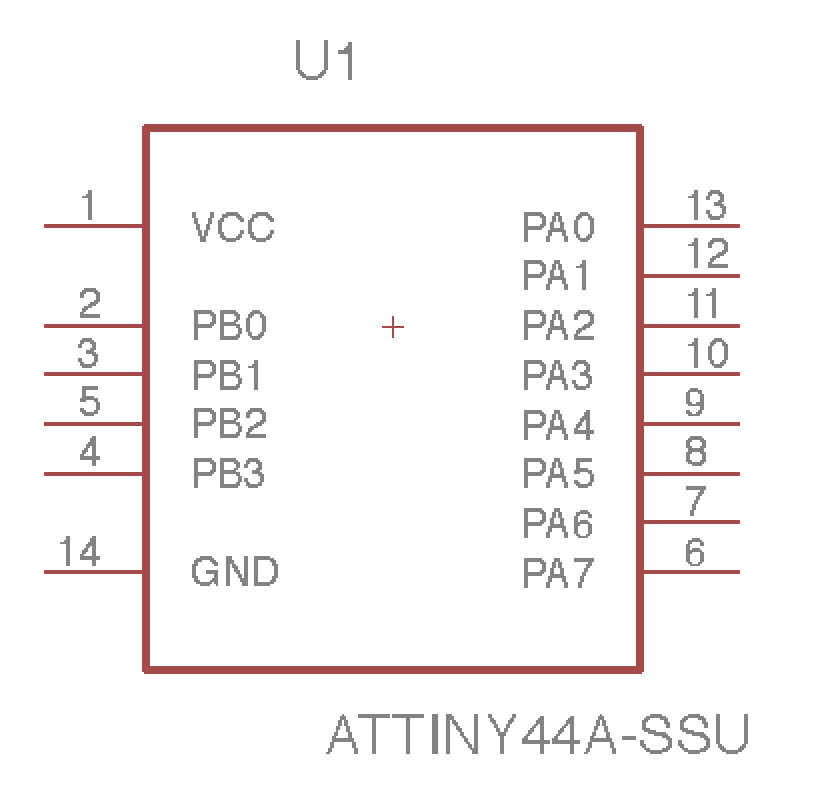 U1
1 VCC PA0 13
PA1 12
2 PB0 PA2 11
3 PB1 PA3 10
5 PB2 PA4 9
4 PB3 PA5 8
PA6 7
14 GND PA7 6
ATTINY44A-SSU